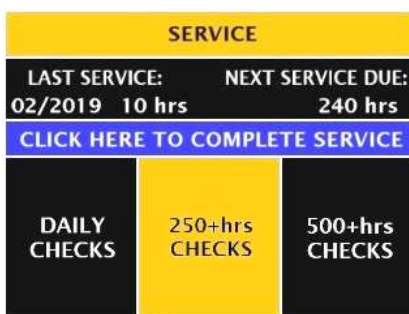 SERVICE
LAST SERVICE: NEXT SERVICE DUE:
02/2019 10 hrs 240 hrs
CLICK HERE TO COMPLETE SERVICE
DAILY 250+hrs 500+hrs
CHECKS CHECKS CHECKS